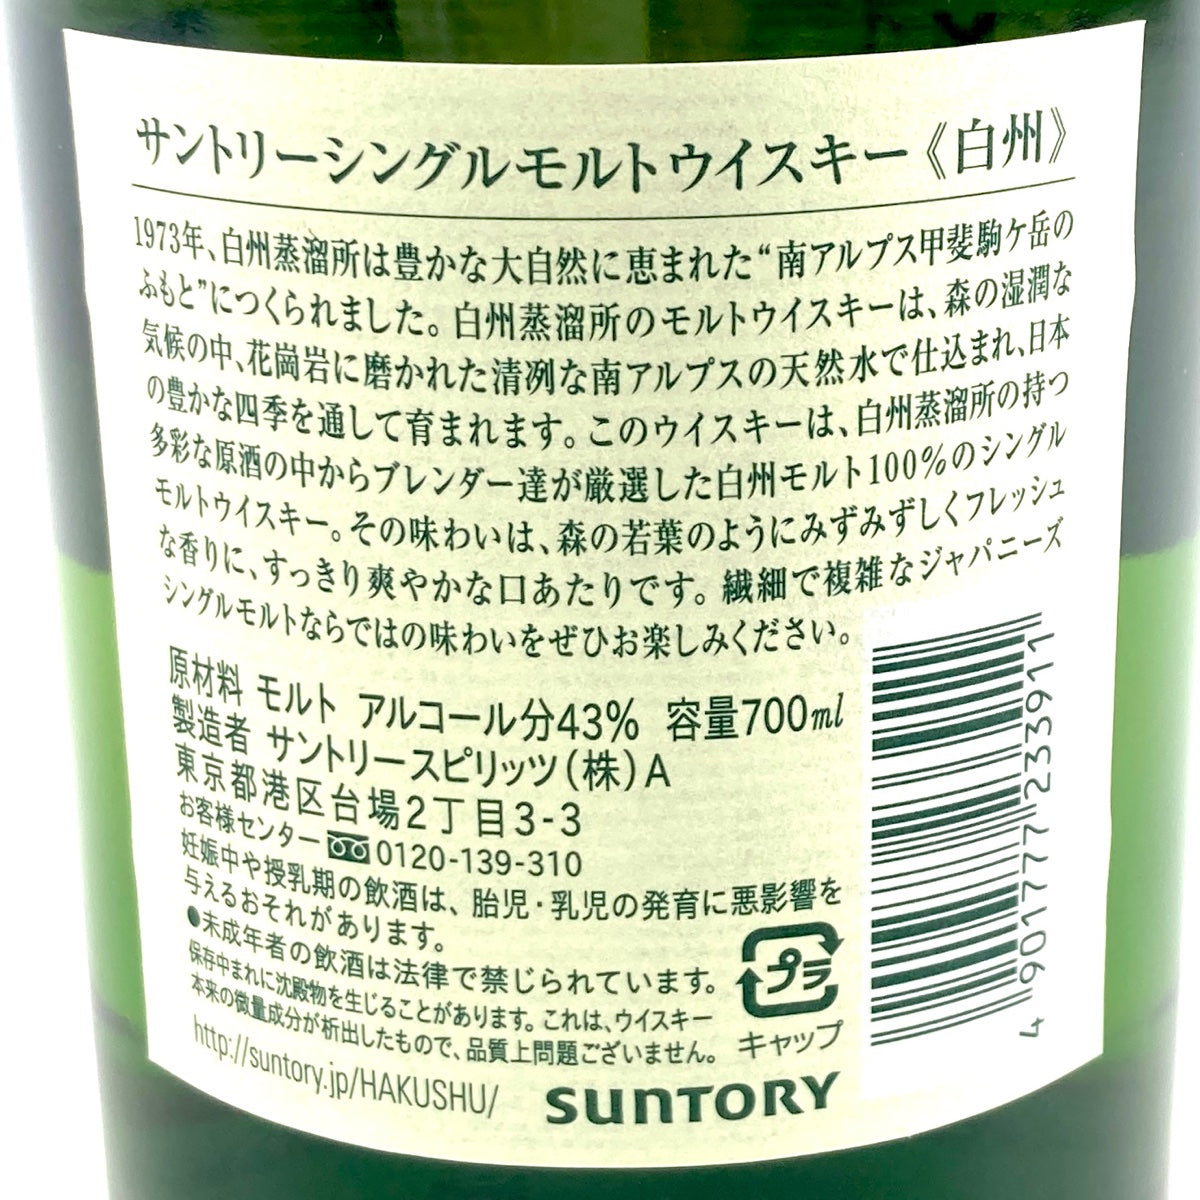 サントリーシングルモルトウイスキー《白州》
1973年、白州蒸溜所は豊かな大自然に恵まれた“南アルプス甲斐駒ケ岳の
ふもと”につくられました。白州蒸溜所のモルトウイスキーは、森の湿潤な
気候の中、花崗岩に磨かれた清冽な南アルプスの天然水で仕込まれ、日本
の豊かな四季を通して育まれます。このウイスキーは、白州蒸溜所の持つ
多彩な原酒の中からブレンダー達が厳選した白州モルト100%のシングル
モルトウイスキー。その味わいは、森の若葉のようにみずみずしくフレッシュ
な香りに、すっきり爽やかな口あたりです。繊細で複雑なジャパニーズ
シングルモルトならではの味わいをぜひお楽しみください。
原材料 モルト アルコール分43% 容量700ml
製造者 サントリースピリッツ(株)A
東京都港区台場2丁目3-3
お客様センター 0120-139-310
妊娠中や授乳期の飲酒は、胎児・乳児の発育に悪影響を
与えるおそれがあります。
●未成年者の飲酒は法律で禁じられています。
保存中まれに沈殿物を生じることがあります。これは、ウイスキー
本来の微量成分が析出したもので、品質上問題ございません。
http://suntory.jp/HAKUSHU/
プラ
キャップ
SUNTORY
4 901777 233911